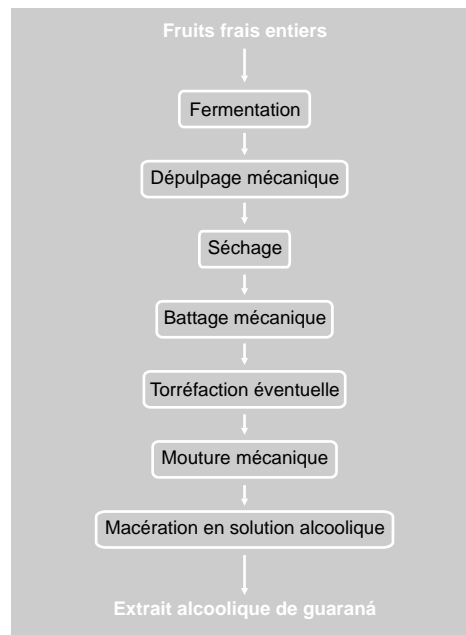 Fruits frais entiers
Fermentation
Dépulpage mécanique
Séchage
Battage mécanique
Torréfaction éventuelle
Mouture mécanique
Macération en solution alcoolique
Extrait alcoolique de guaraná